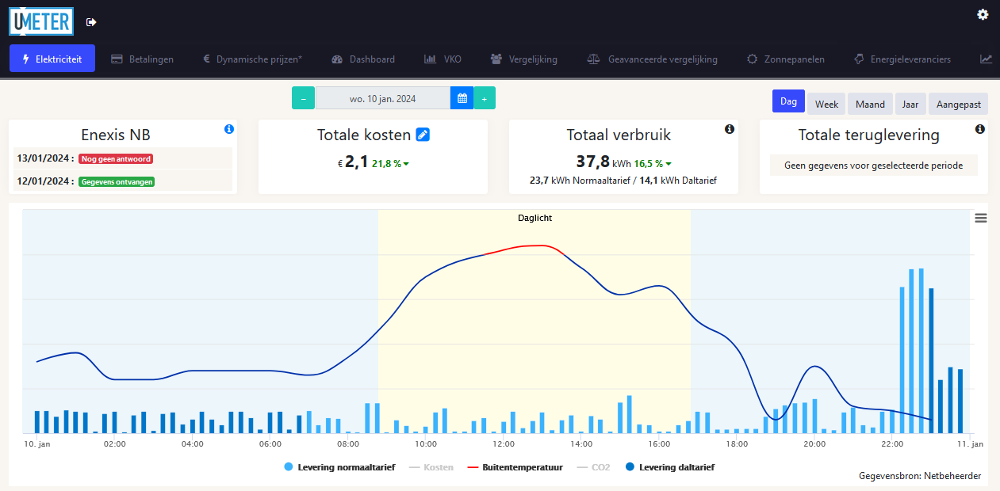 UMETER
Elektriciteit Betalingen € Dynamische prijzen* Dashboard VKO Vergelijking Geavanceerde vergelijking Zonnepanelen Energieleveranciers
– wo. 10 jan. 2024 +
Dag Week Maand Jaar Aangepast
Enexis NB
13/01/2024 : Nog geen antwoord
12/01/2024 : Gegevens ontvangen
Totale kosten
€ 2,1 21,8 %
Totaal verbruik
37,8 kWh 16,5 %
23,7 kWh Normaaltarief / 14,1 kWh Daltarief
Totale teruglevering
Geen gegevens voor geselecteerde periode
Daglicht
10. jan 02:00 04:00 06:00 08:00 10:00 12:00 14:00 16:00 18:00 20:00 22:00 11. jan
Levering normaaltarief Kosten Buitentemperatuur CO2 Levering daltarief
Gegevensbron: Netbeheerder